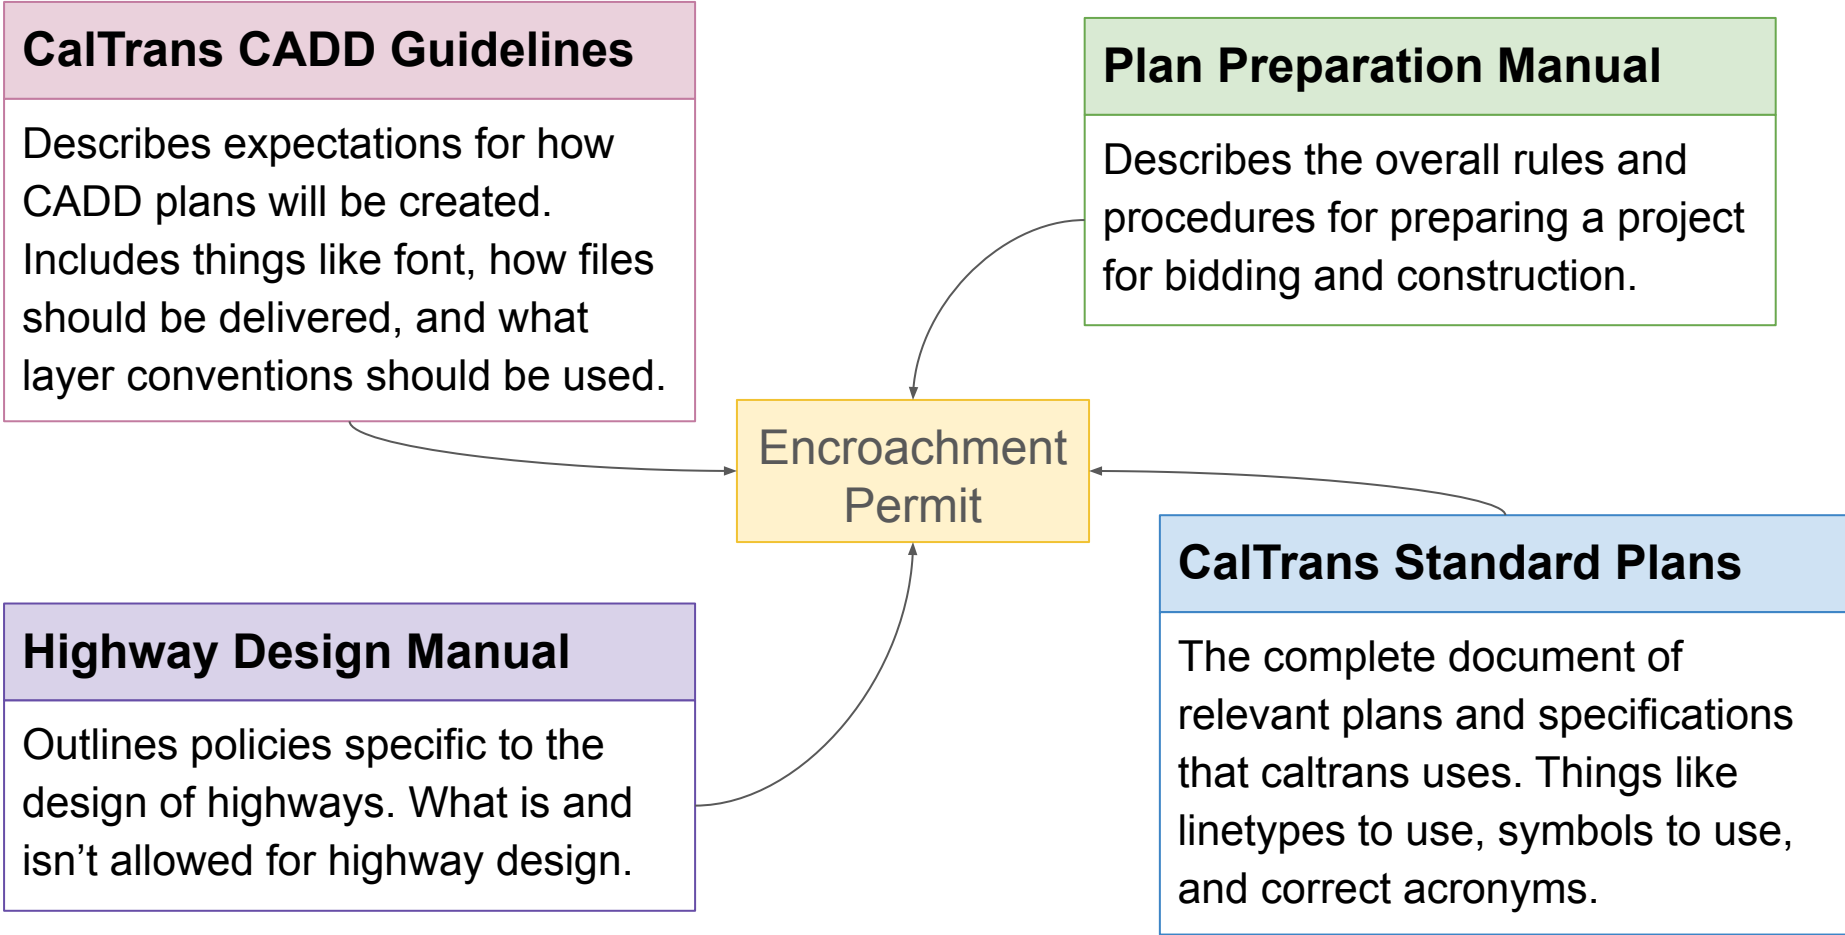 CalTrans CADD Guidelines
Describes expectations for how
CADD plans will be created.
Includes things like font, how files
should be delivered, and what
layer conventions should be used.
Plan Preparation Manual
Describes the overall rules and
procedures for preparing a project
for bidding and construction.
Encroachment
Permit
Highway Design Manual
Outlines policies specific to the
design of highways. What is and
isn’t allowed for highway design.
CalTrans Standard Plans
The complete document of
relevant plans and specifications
that caltrans uses. Things like
linetypes to use, symbols to use,
and correct acronyms.